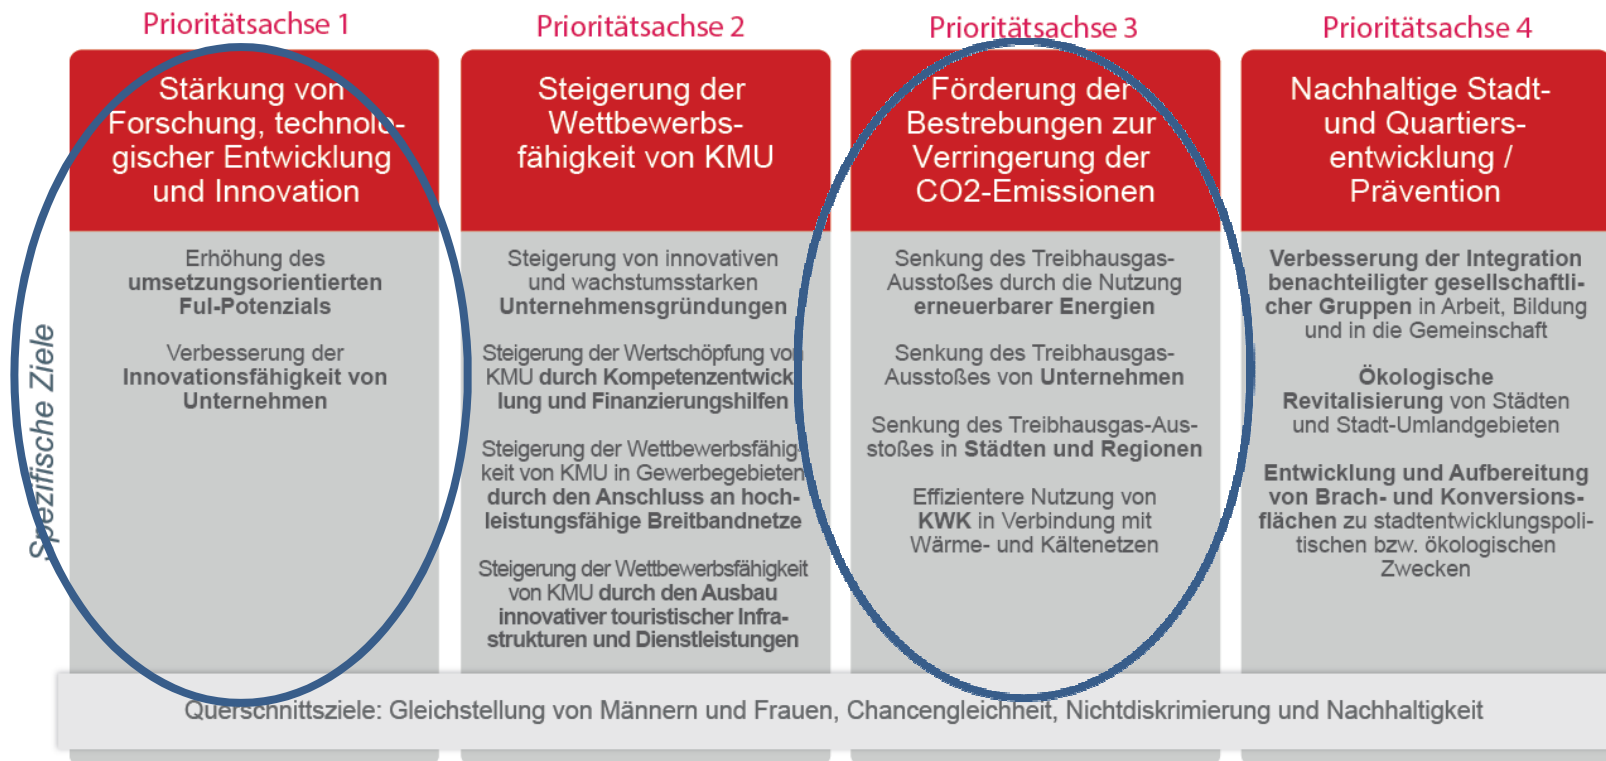 Prioritätsachse 1
Stärkung von
Forschung, technolo-
gischer Entwicklung
und Innovation
Erhöhung des
umsetzungsorientierten
FuI-Potenzials
Verbesserung der
Innovationsfähigkeit von
Unternehmen
Prioritätsachse 2
Steigerung der
Wettbewerbs-
fähigkeit von KMU
Steigerung von innovativen
und wachstumsstarken
Unternehmensgründungen
Steigerung der Wertschöpfung von
KMU durch Kompetenzentwick
lung und Finanzierungshilfen
Steigerung der Wettbewerbsfähig-
keit von KMU in Gewerbegebieten
durch den Anschluss an hoch-
leistungsfähige Breitbandnetze
Steigerung der Wettbewerbsfähigkeit
von KMU durch den Ausbau
innovativer touristischer Infra-
strukturen und Dienstleistungen
Prioritätsachse 3
Förderung der
Bestrebungen zur
Verringerung der
CO2-Emissionen
Senkung des Treibhausgas-
Ausstoßes durch die Nutzung
erneuerbarer Energien
Senkung des Treibhausgas-
Ausstoßes von Unternehmen
Senkung des Treibhausgas-Aus-
stoßes in Städten und Regionen
Effizientere Nutzung von
KWK in Verbindung mit
Wärme- und Kältenetzen
Prioritätsachse 4
Nachhaltige Stadt-
und Quartiers-
entwicklung /
Prävention
Verbesserung der Integration
benachteiligter gesellschaftli-
cher Gruppen in Arbeit, Bildung
und in die Gemeinschaft
Ökologische
Revitalisierung von Städten
und Stadt-Umlandgebieten
Entwicklung und Aufbereitung
von Brach- und Konversions-
flächen zu stadtentwicklungspoli-
tischen bzw. ökologischen
Zwecken
Spezifische Ziele
Querschnittsziele: Gleichstellung von Männern und Frauen, Chancengleichheit, Nichtdiskrimierung und Nachhaltigkeit